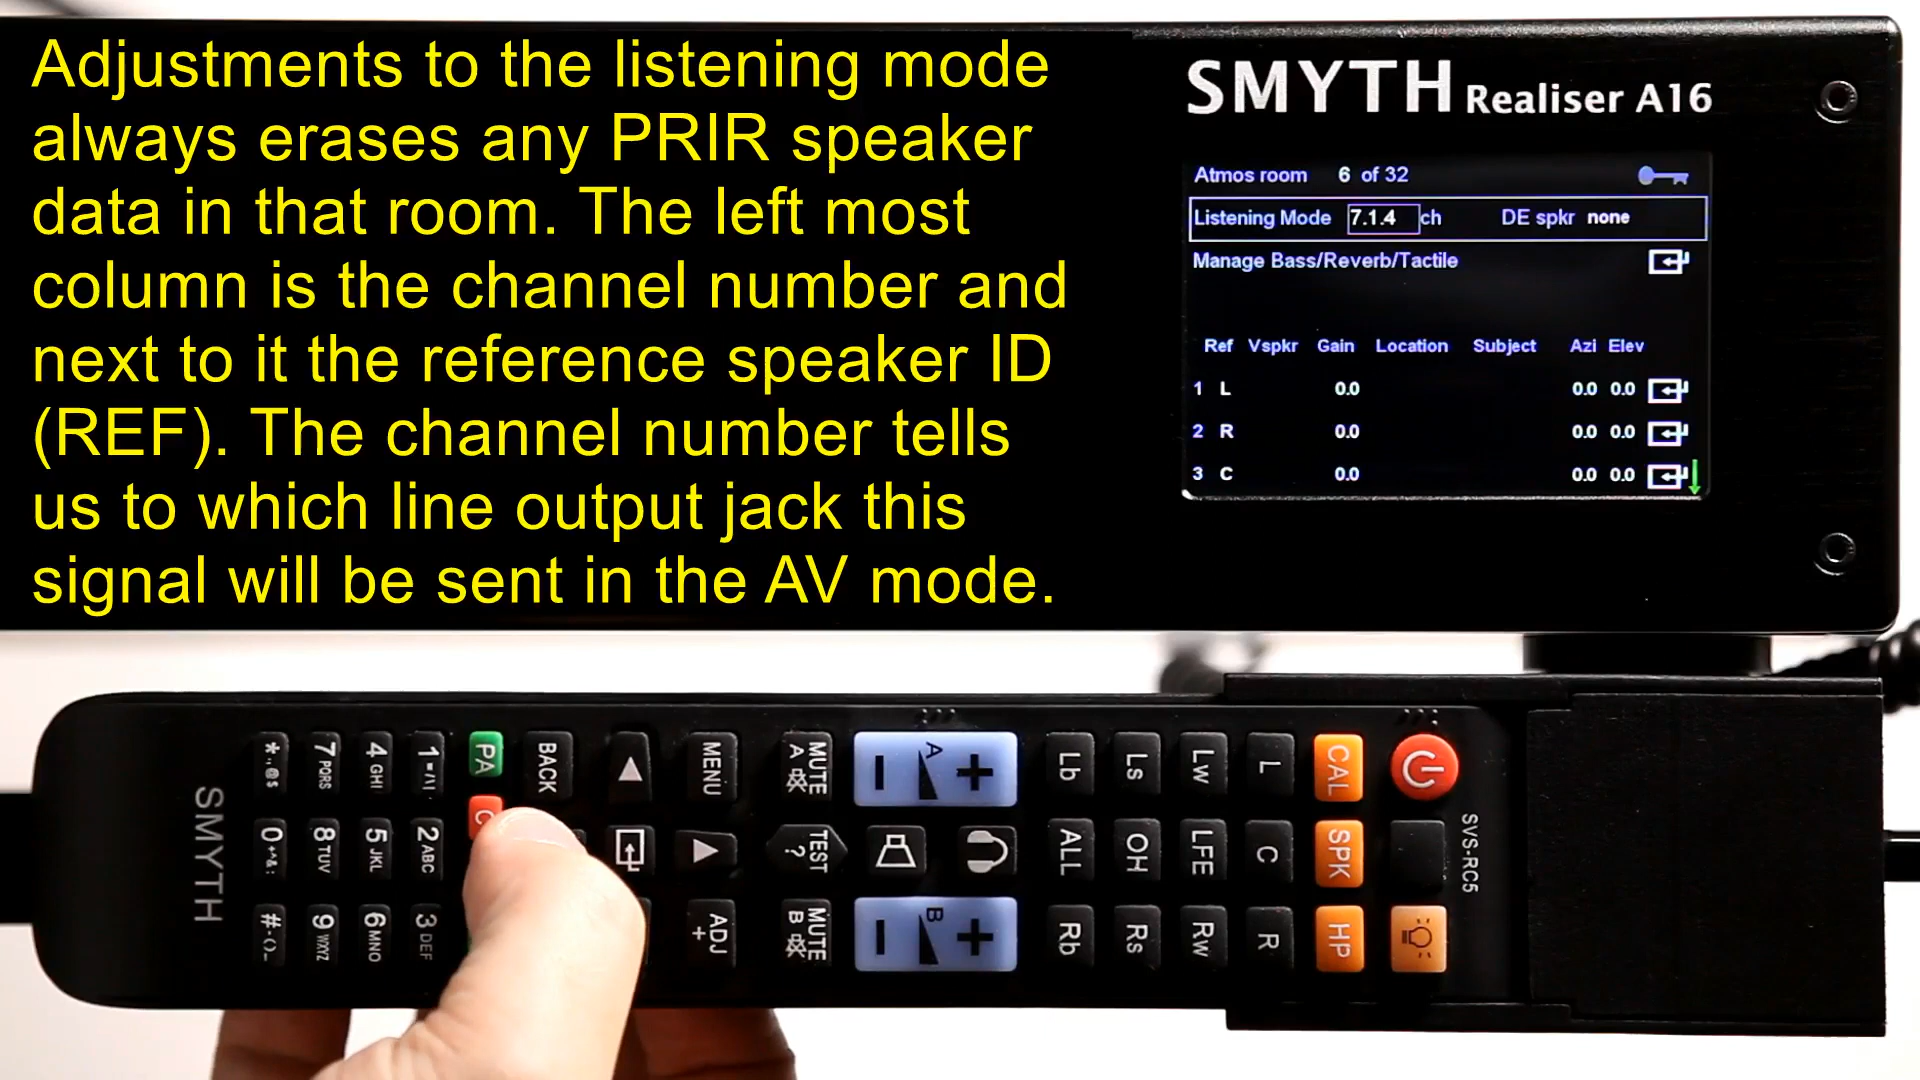 Adjustments to the listening mode
always erases any PRIR speaker
data in that room. The left most
column is the channel number and
next to it the reference speaker ID
(REF). The channel number tells
us to which line output jack this
signal will be sent in the AV mode.
SMYTH Realiser A16
Atmos room 6 of 32
Listening Mode 7.1.4 ch DE spkr none
Manage Bass/Reverb/Tactile
Ref Vspkr Gain Location Subject Azi Elev
1 L 0.0 0.0 0.0
2 R 0.0 0.0 0.0
3 C 0.0 0.0 0.0
SVS-RC5
CAL SPK HP
L C R
Lw LFE Rw
Ls OH Rs
Lb ALL Rb
+ A −
+ B −
MUTE A
TEST ?
MUTE B
MENU
ADJ +
BACK
PA
1 2 ABC 3 DEF
4 GHI 5 JKL 6 MNO
7 PQRS 8 TUV 9 WXYZ
* 0 #
SMYTH